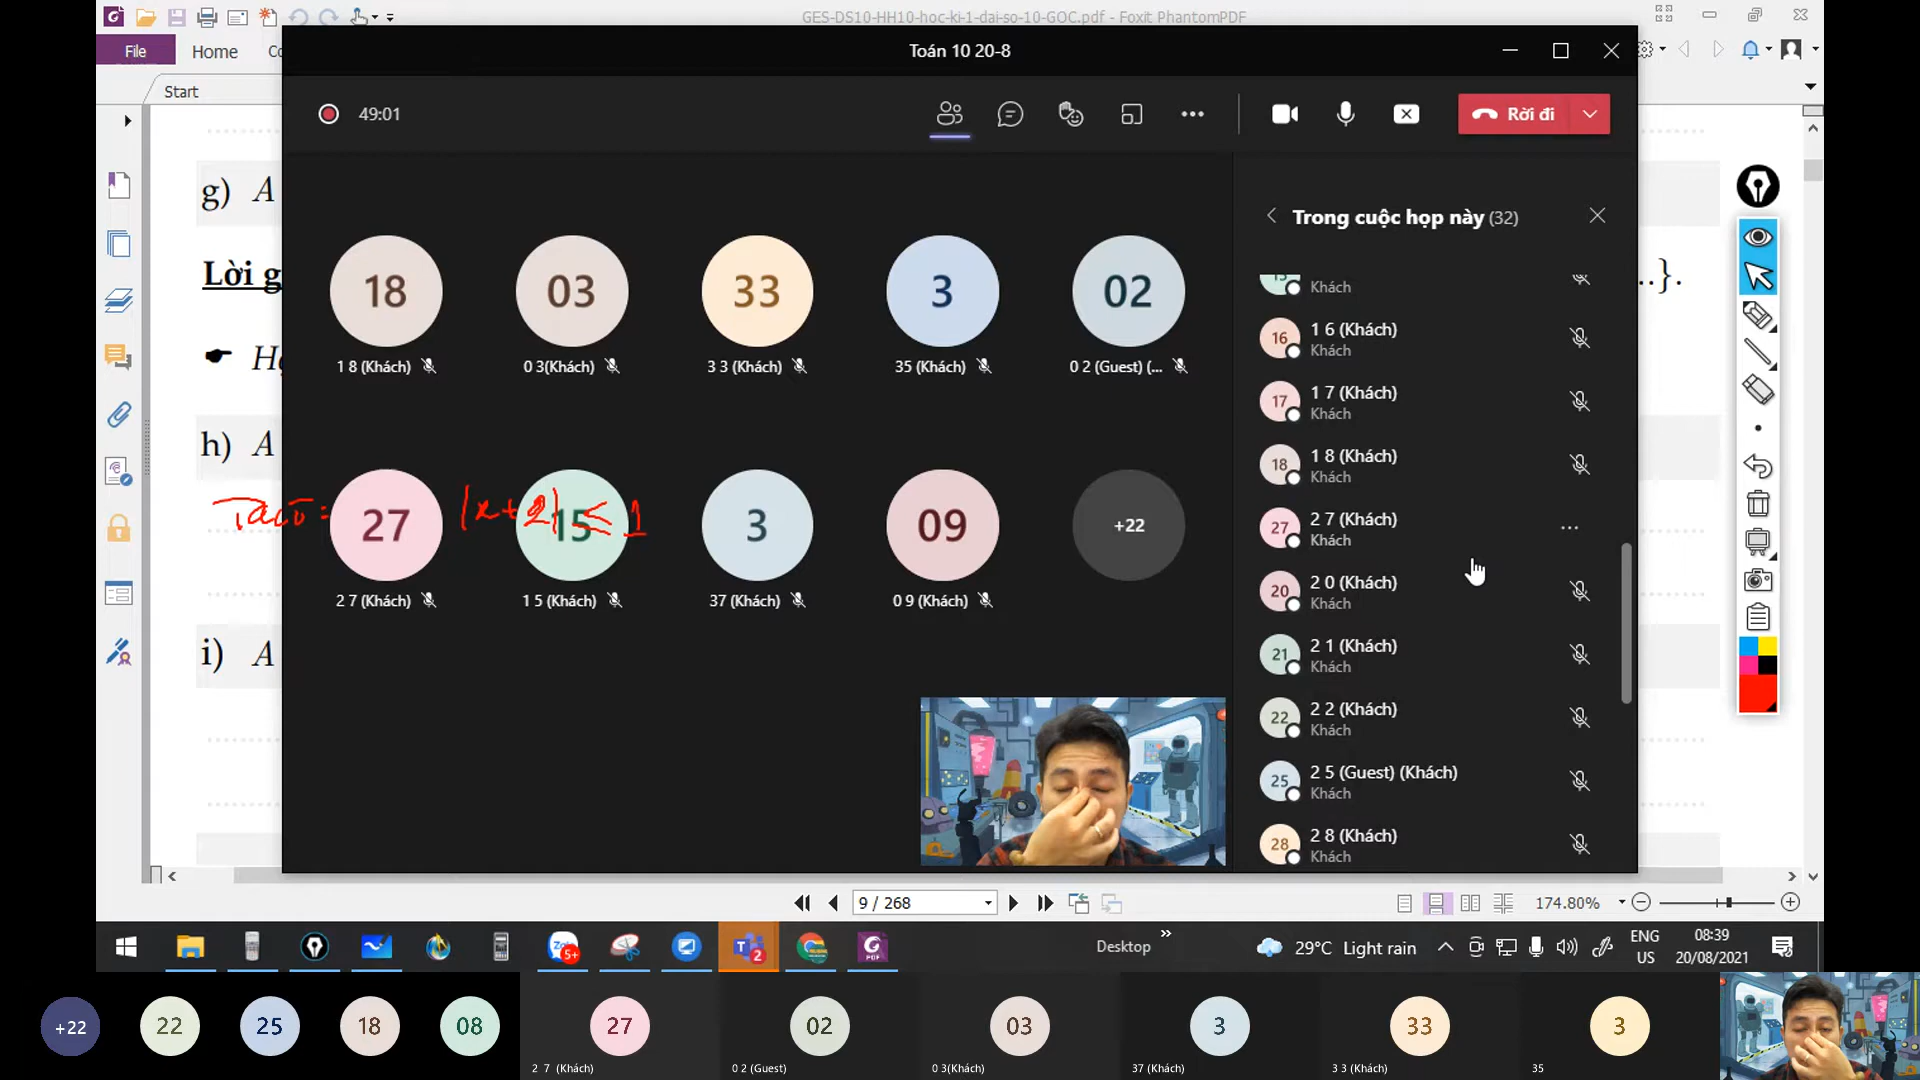 GES-DS10-HH10-hoc-ki-1-dai-so-10-GOC.pdf - Foxit PhantomPDF
File
Home
Start
Toán 10 20-8
49:01
Rời đi
g) A
Lời g
...}.
h) A
i) A
Ta có: |x+2| ≤ 1
18
03
33
3
02
1 8 (Khách)
0 3(Khách)
3 3 (Khách)
35 (Khách)
0 2 (Guest) (...
27
15
3
09
+22
2 7 (Khách)
1 5 (Khách)
37 (Khách)
0 9 (Khách)
Trong cuộc họp này (32)
15
Khách
16
1 6 (Khách)
Khách
17
1 7 (Khách)
Khách
18
1 8 (Khách)
Khách
27
2 7 (Khách)
Khách
20
2 0 (Khách)
Khách
21
2 1 (Khách)
Khách
22
2 2 (Khách)
Khách
25
2 5 (Guest) (Khách)
Khách
28
2 8 (Khách)
Khách
9 / 268
174.80%
5+
2
PDF
Desktop
29°C Light rain
ENG
US
08:39
20/08/2021
+22
22
25
18
08
27
02
03
3
33
3
2 7 (Khách)
0 2 (Guest)
0 3(Khách)
37 (Khách)
3 3 (Khách)
35